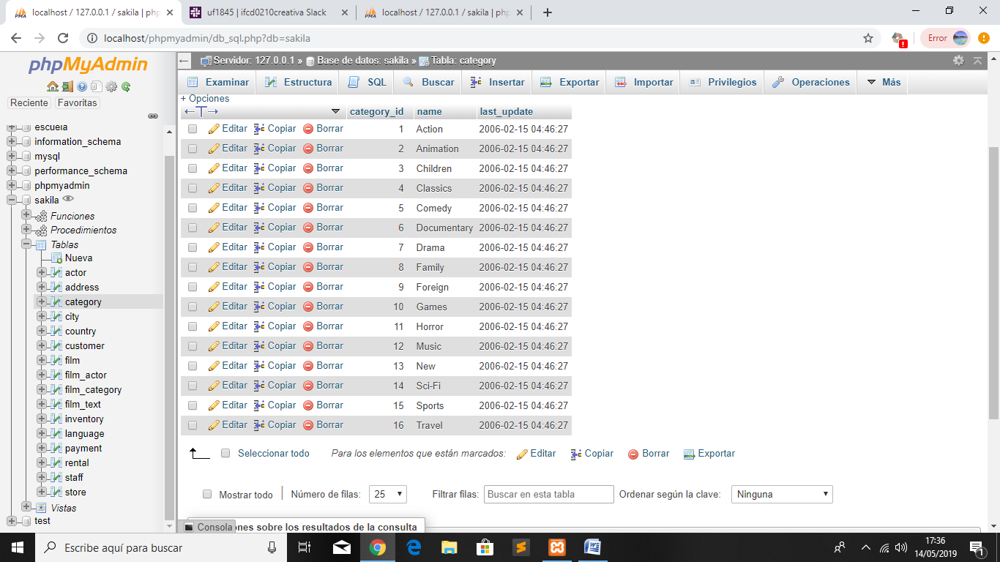 localhost / 127.0.0.1 / sakila | php
uf1845 | ifcd0210creativa Slack
localhost / 127.0.0.1 / sakila | php
localhost/phpmyadmin/db_sql.php?db=sakila
Error
phpMyAdmin
Reciente Favoritas
escuela
information_schema
mysql
performance_schema
phpmyadmin
sakila
Funciones
Procedimientos
Tablas
Nueva
actor
address
category
city
country
customer
film
film_actor
film_category
film_text
inventory
language
payment
rental
staff
store
Vistas
test
Servidor: 127.0.0.1 » Base de datos: sakila » Tabla: category
Examinar Estructura SQL Buscar Insertar Exportar Importar Privilegios Operaciones Más
+ Opciones
←T→ category_id name last_update
Editar Copiar Borrar 1 Action 2006-02-15 04:46:27
Editar Copiar Borrar 2 Animation 2006-02-15 04:46:27
Editar Copiar Borrar 3 Children 2006-02-15 04:46:27
Editar Copiar Borrar 4 Classics 2006-02-15 04:46:27
Editar Copiar Borrar 5 Comedy 2006-02-15 04:46:27
Editar Copiar Borrar 6 Documentary 2006-02-15 04:46:27
Editar Copiar Borrar 7 Drama 2006-02-15 04:46:27
Editar Copiar Borrar 8 Family 2006-02-15 04:46:27
Editar Copiar Borrar 9 Foreign 2006-02-15 04:46:27
Editar Copiar Borrar 10 Games 2006-02-15 04:46:27
Editar Copiar Borrar 11 Horror 2006-02-15 04:46:27
Editar Copiar Borrar 12 Music 2006-02-15 04:46:27
Editar Copiar Borrar 13 New 2006-02-15 04:46:27
Editar Copiar Borrar 14 Sci-Fi 2006-02-15 04:46:27
Editar Copiar Borrar 15 Sports 2006-02-15 04:46:27
Editar Copiar Borrar 16 Travel 2006-02-15 04:46:27
Seleccionar todo Para los elementos que están marcados: Editar Copiar Borrar Exportar
Mostrar todo Número de filas: 25 Filtrar filas: Buscar en esta tabla Ordenar según la clave: Ninguna
Consola nes sobre los resultados de la consulta
Escribe aquí para buscar
17:36
14/05/2019
1